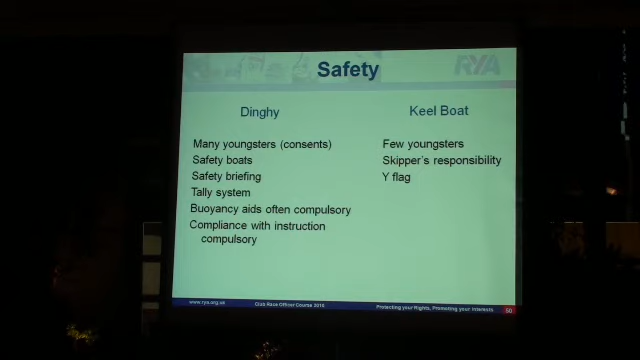 Safety
RYA
Dinghy
Keel Boat
Many youngsters (consents)
Safety boats
Safety briefing
Tally system
Buoyancy aids often compulsory
Compliance with instruction
compulsory
Few youngsters
Skipper's responsibility
Y flag
www.rya.org.uk
Club Race Officer Course 2015
Protecting your Rights, Promoting your Interests
50